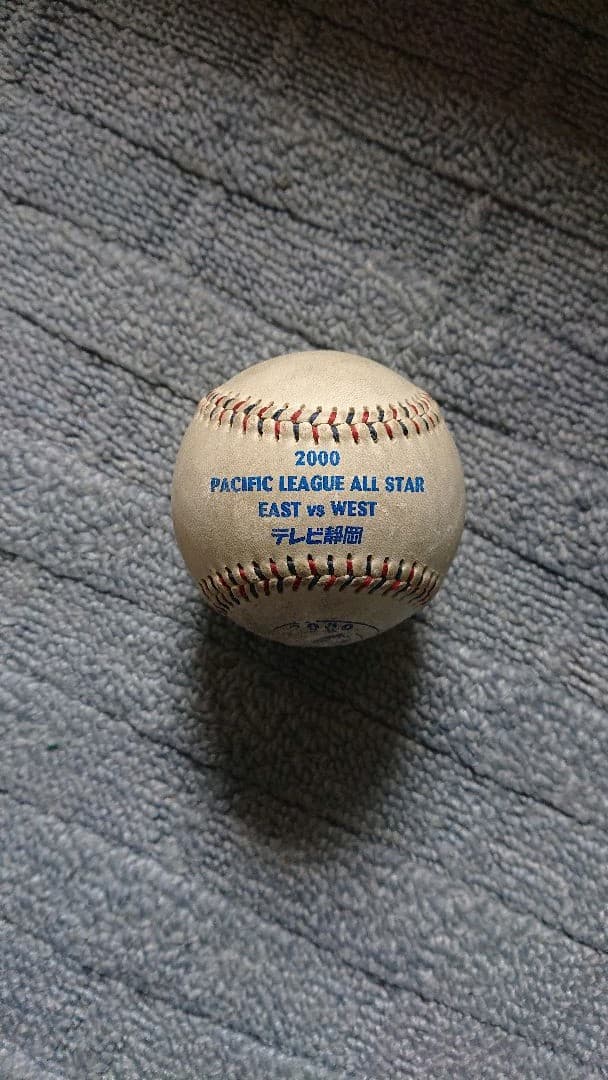 2000
PACIFIC LEAGUE ALL STAR
EAST vs WEST
テレビ静岡